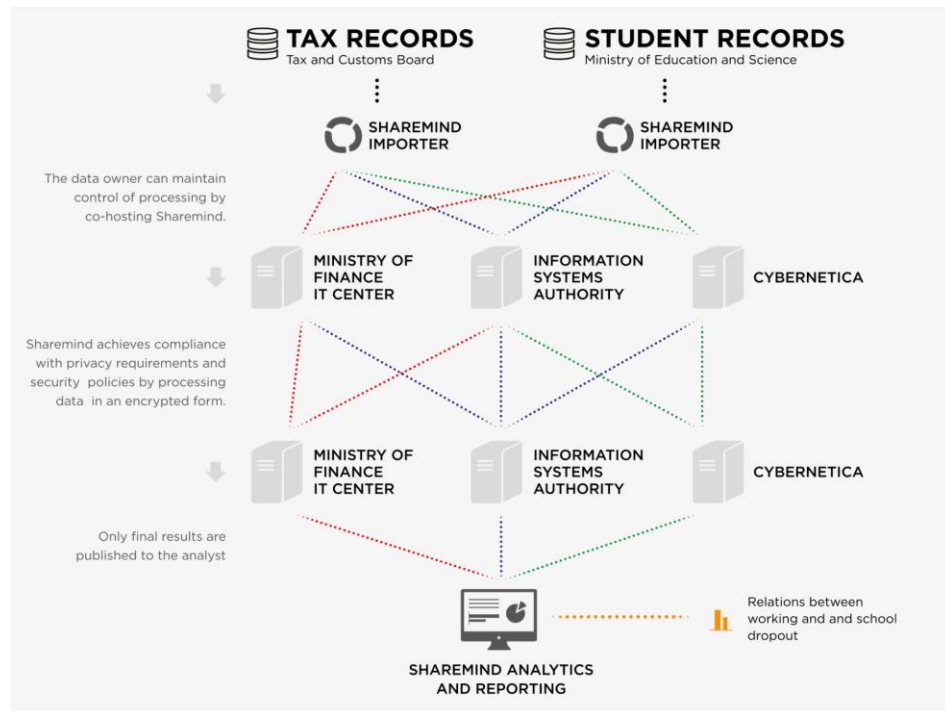 TAX RECORDS
Tax and Customs Board
STUDENT RECORDS
Ministry of Education and Science
SHAREMIND
IMPORTER
SHAREMIND
IMPORTER
The data owner can maintain
control of processing by
co-hosting Sharemind.
MINISTRY OF
FINANCE
IT CENTER
INFORMATION
SYSTEMS
AUTHORITY
CYBERNETICA
Sharemind achieves compliance
with privacy requirements and
security policies by processing
data in an encrypted form.
MINISTRY OF
FINANCE
IT CENTER
INFORMATION
SYSTEMS
AUTHORITY
CYBERNETICA
Only final results are
published to the analyst
Relations between
working and and school
dropout
SHAREMIND ANALYTICS
AND REPORTING